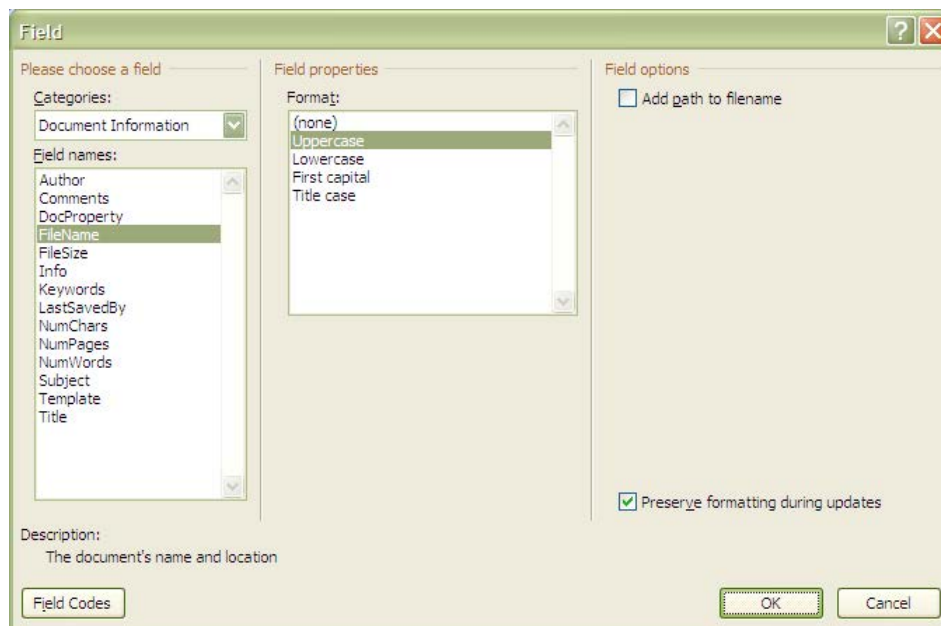 Field
?
Please choose a field
Categories:
Document Information
Field names:
Author
Comments
DocProperty
FileName
FileSize
Info
Keywords
LastSavedBy
NumChars
NumPages
NumWords
Subject
Template
Title
Field properties
Format:
(none)
Uppercase
Lowercase
First capital
Title case
Field options
Add path to filename
Preserve formatting during updates
Description:
The document's name and location
Field Codes
OK
Cancel